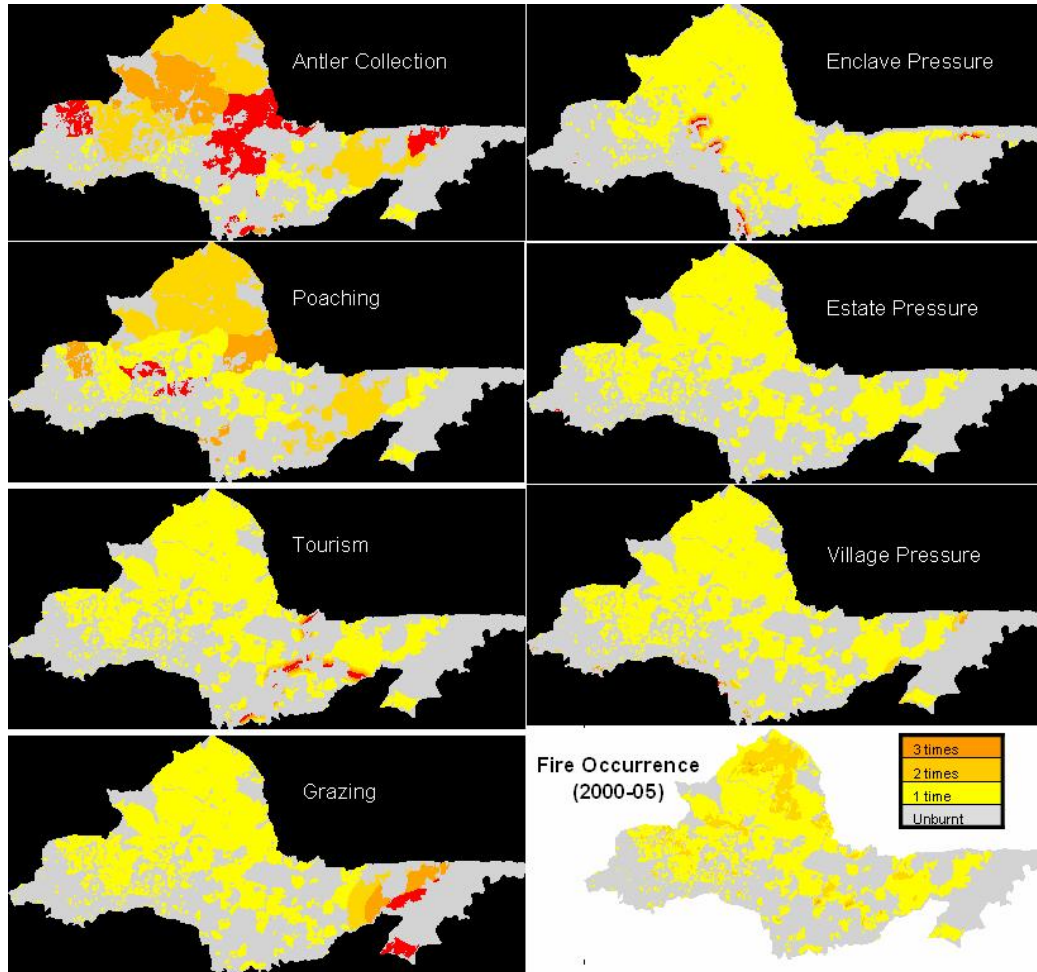 Antler Collection
Enclave Pressure
Poaching
Estate Pressure
Tourism
Village Pressure
Grazing
Fire Occurrence
(2000-05)
3 times
2 times
1 time
Unburnt